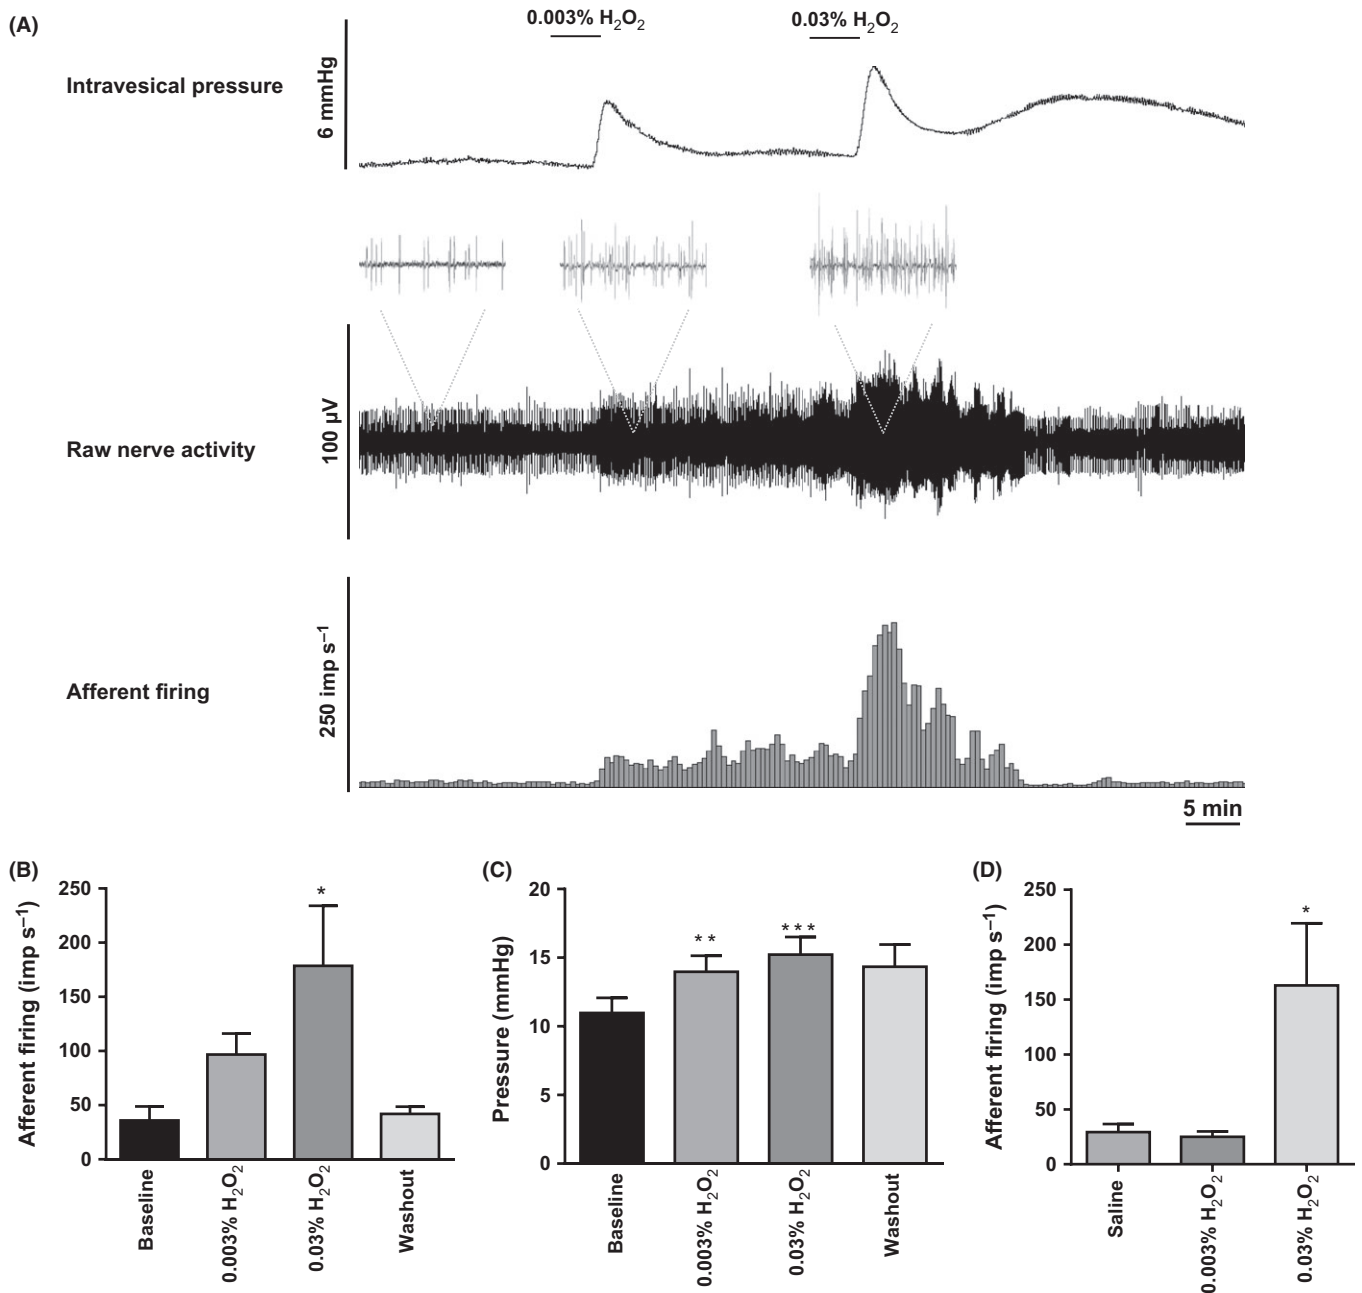 (A)
0.003% H₂O₂
0.03% H₂O₂
Intravesical pressure
6 mmHg
Raw nerve activity
100 µV
Afferent firing
250 imp s⁻¹
5 min
(B)
Afferent firing (imp s⁻¹)
250
200
150
100
50
0
*
Baseline
0.003% H₂O₂
0.03% H₂O₂
Washout
(C)
Pressure (mmHg)
20
15
10
5
0
**
***
Baseline
0.003% H₂O₂
0.03% H₂O₂
Washout
(D)
Afferent firing (imp s⁻¹)
250
200
150
100
50
0
*
Saline
0.003% H₂O₂
0.03% H₂O₂